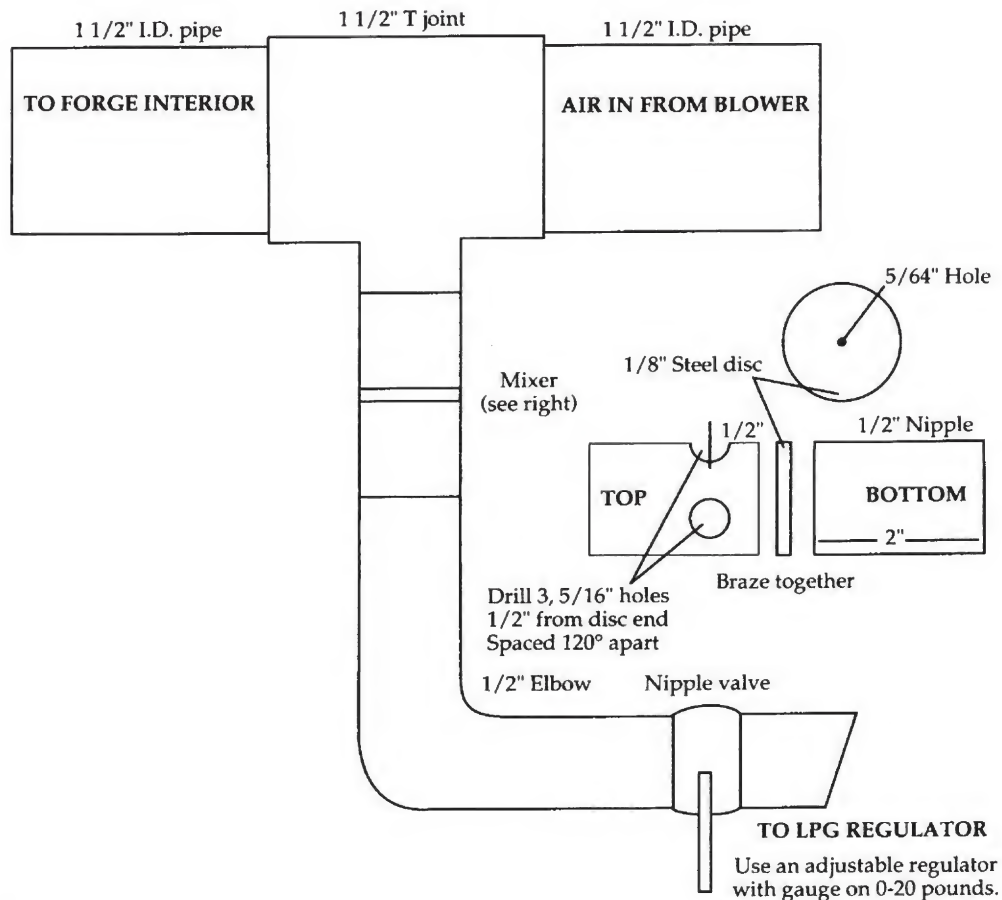 1 1/2" I.D. pipe
1 1/2" T joint
1 1/2" I.D. pipe
TO FORGE INTERIOR
AIR IN FROM BLOWER
5/64" Hole
1/8" Steel disc
Mixer
(see right)
1/2"
1/2" Nipple
TOP
BOTTOM
2"
Braze together
Drill 3, 5/16" holes
1/2" from disc end
Spaced 120° apart
1/2" Elbow
Nipple valve
TO LPG REGULATOR
Use an adjustable regulator
with gauge on 0-20 pounds.